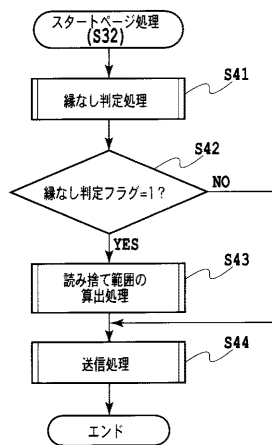 スタートページ処理
(S32)
S41
縁なし判定処理
S42
縁なし判定フラグ=1?
NO
YES
S43
読み捨て範囲の
算出処理
S44
送信処理
エンド